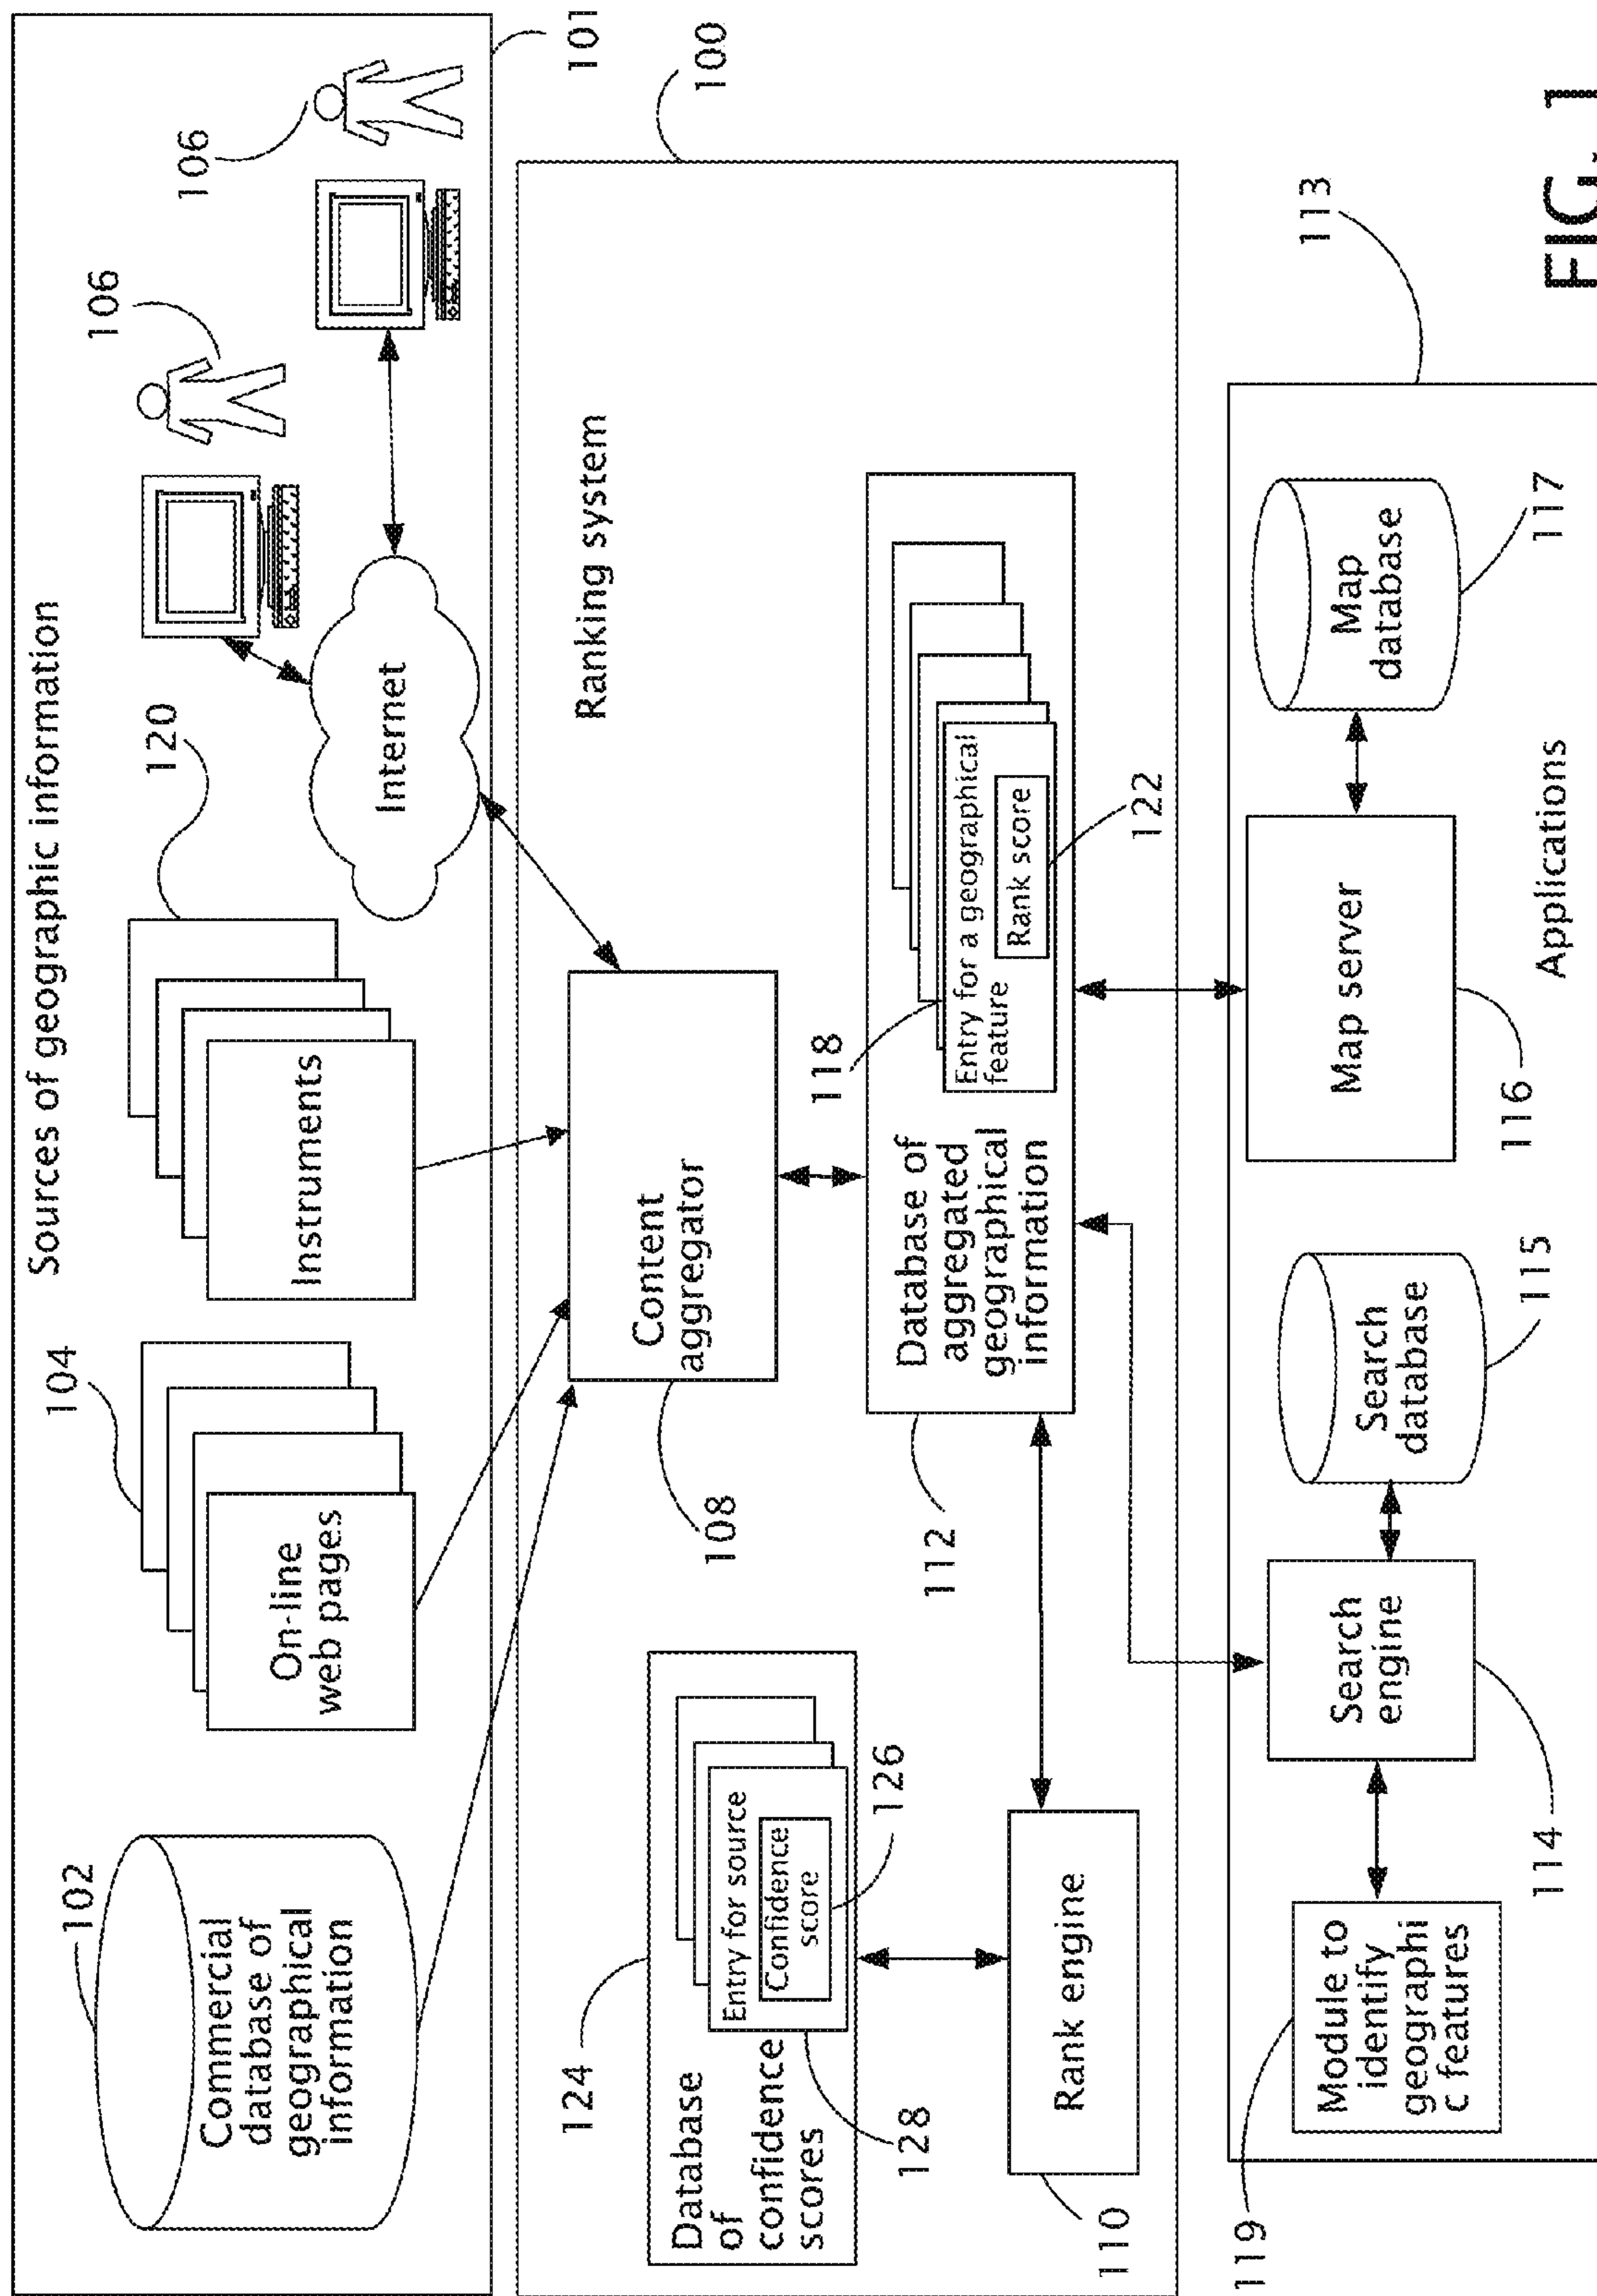 Sources of geographic information
102
Commercial
database of
geographical
information
104
On-line
web pages
120
Instruments
Internet
106
106
101
100
Ranking system
124
Database
of
confidence
scores
Entry for source
Confidence
score
126
128
Content
aggregator
108
Database of
aggregated
geographical
information
112
118
Entry for a geographical
feature
Rank score
122
Rank engine
110
113
119
Module to
identify
geographi
c features
Search
engine
114
Search
database
115
Map server
116
Map
database
117
Applications
FIG. 1